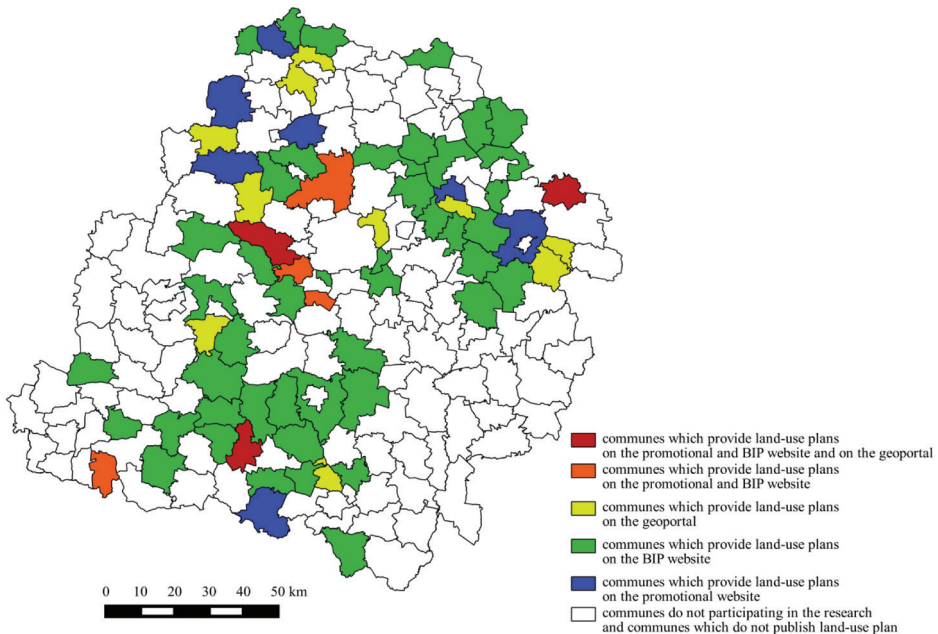 communes which provide land-use plans
on the promotional and BIP website and on the geoportal
communes which provide land-use plans
on the promotional and BIP website
communes which provide land-use plans
on the geoportal
communes which provide land-use plans
on the BIP website
communes which provide land-use plans
on the promotional website
communes do not participating in the research
and communes which do not publish land-use plan
0 10 20 30 40 50 km